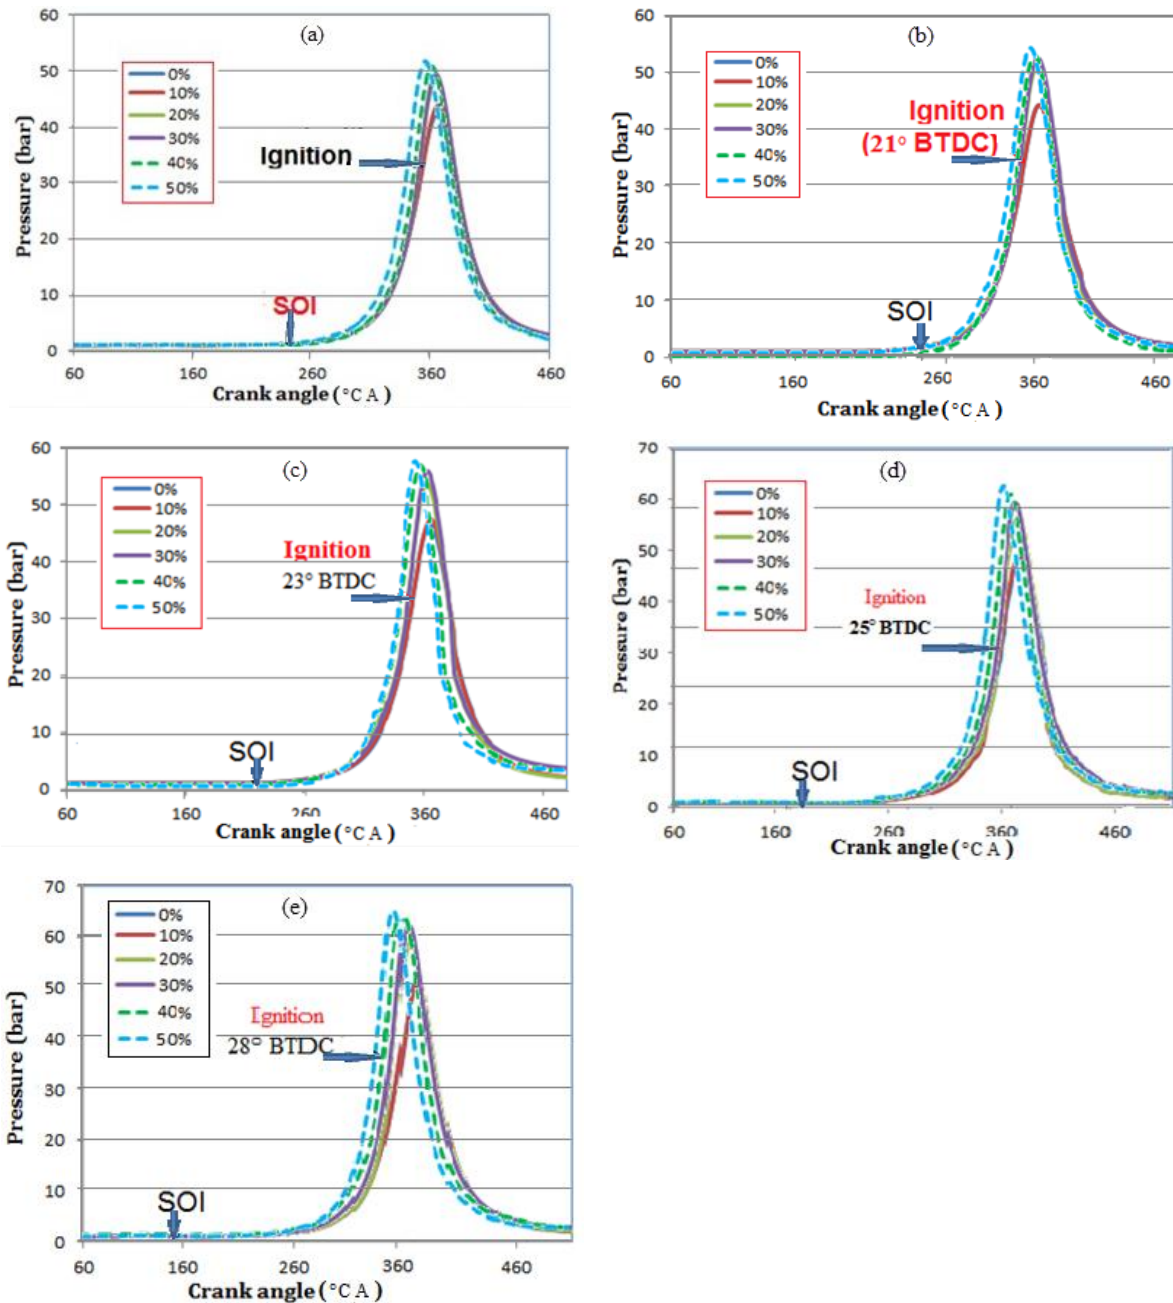 (a)
60
50
40
30
20
10
0
Pressure (bar)
0%
10%
20%
30%
40%
50%
Ignition
SOI
60 160 260 360 460
Crank angle (°C A)
(b)
60
50
40
30
20
10
0
Pressure (bar)
0%
10%
20%
30%
40%
50%
Ignition
(21° BTDC)
SOI
60 160 260 360 460
Crank angle (°C A)
(c)
60
50
40
30
20
10
0
Pressure (bar)
0%
10%
20%
30%
40%
50%
Ignition
23° BTDC
SOI
60 160 260 360 460
Crank angle (°C A)
(d)
70
60
50
40
30
20
10
0
Pressure (bar)
0%
10%
20%
30%
40%
50%
Ignition
25° BTDC
SOI
60 160 260 360 460
Crank angle (°C A)
(e)
70
60
50
40
30
20
10
0
Pressure (bar)
0%
10%
20%
30%
40%
50%
Ignition
28° BTDC
SOI
60 160 260 360 460
Crank angle (°C A)